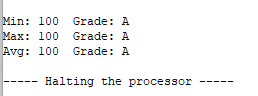 Min: 100  Grade: A
Max: 100  Grade: A
Avg: 100  Grade: A
----- Halting the processor -----